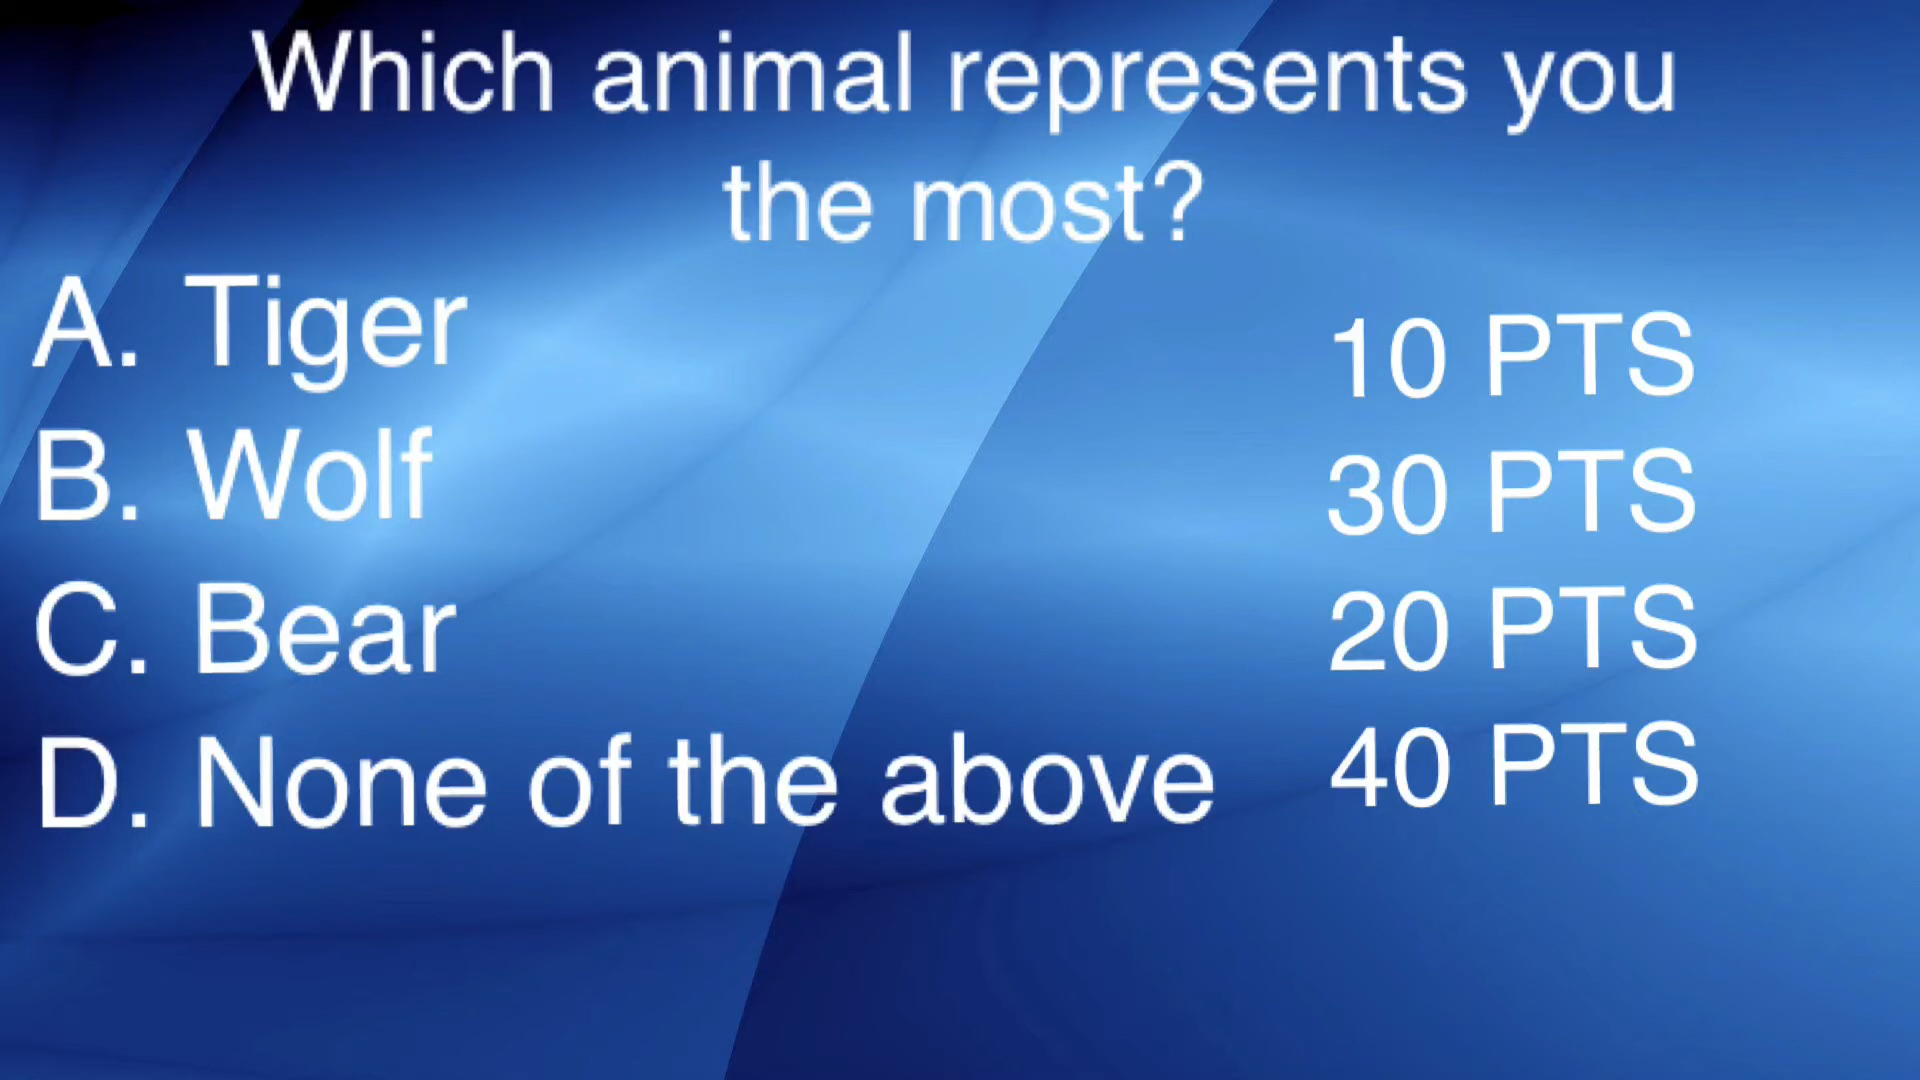 Which animal represents you
the most?
A. Tiger 10 PTS
B. Wolf 30 PTS
C. Bear 20 PTS
D. None of the above 40 PTS